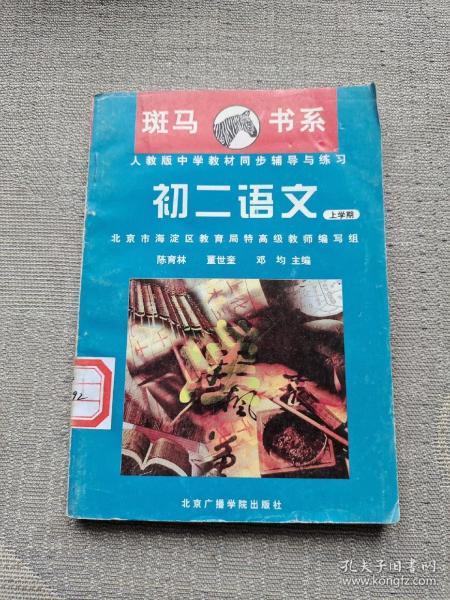 斑马 书系
人教版中学教材同步辅导与练习
初二语文 上学期
北京市海淀区教育局特高级教师编写组
陈育林 董世奎 邓均 主编
92
北京广播学院出版社
孔夫子旧书网
www.kongfz.com